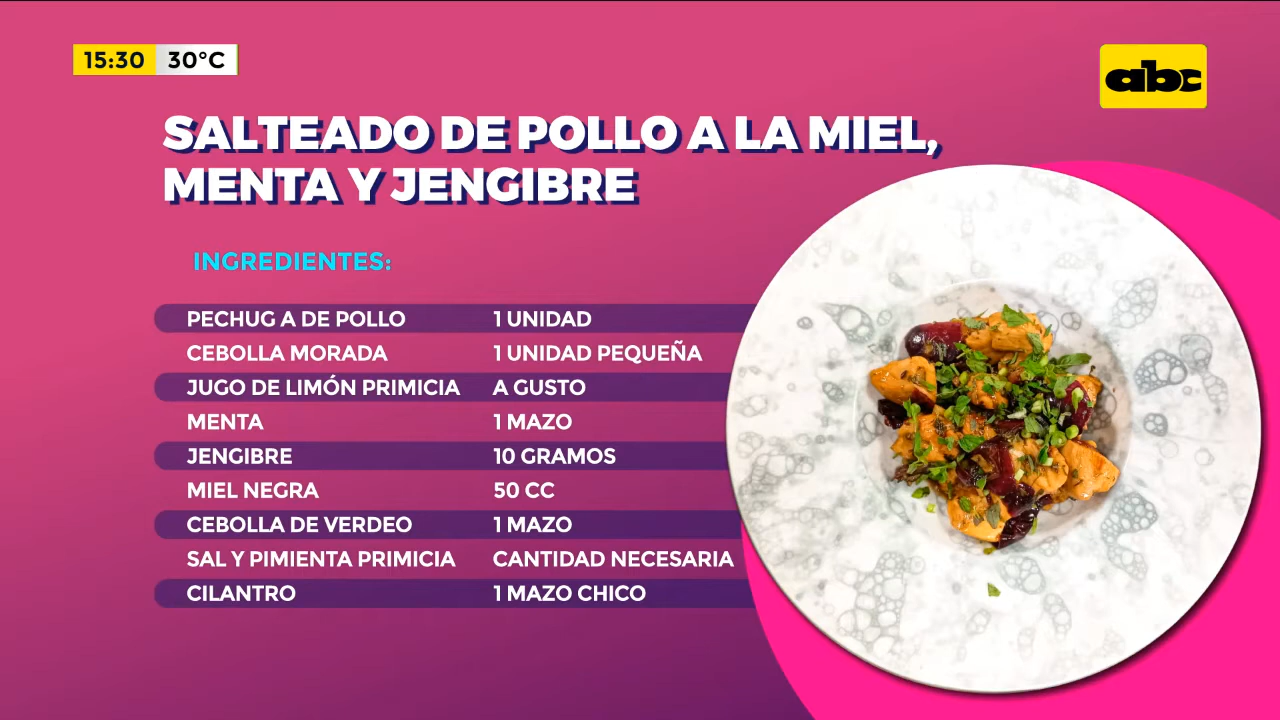 15:30 30°C
abc
SALTEADO DE POLLO A LA MIEL,
MENTA Y JENGIBRE
INGREDIENTES:
PECHUG A DE POLLO 1 UNIDAD
CEBOLLA MORADA 1 UNIDAD PEQUEÑA
JUGO DE LIMÓN PRIMICIA A GUSTO
MENTA 1 MAZO
JENGIBRE 10 GRAMOS
MIEL NEGRA 50 CC
CEBOLLA DE VERDEO 1 MAZO
SAL Y PIMIENTA PRIMICIA CANTIDAD NECESARIA
CILANTRO 1 MAZO CHICO